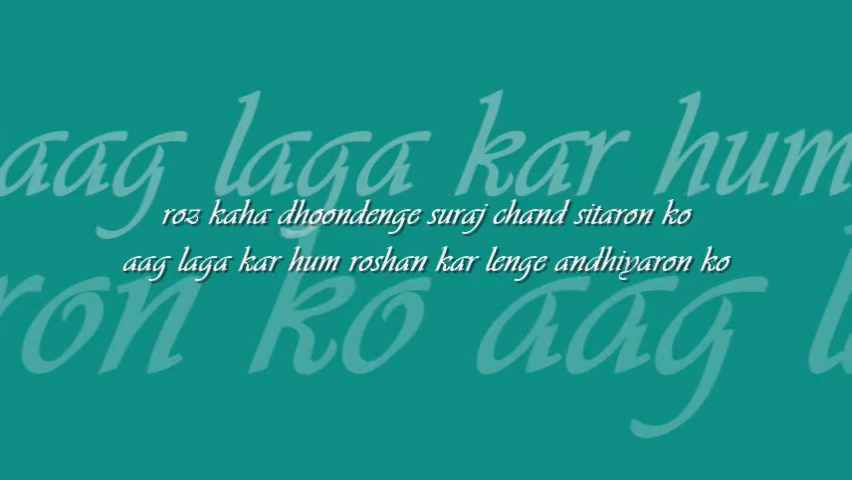 aag laga kar hum
roz kaha dhoondenge suraj chand sitaron ko
aag laga kar hum roshan kar lenge andhiyaron ko
ron ko aag l